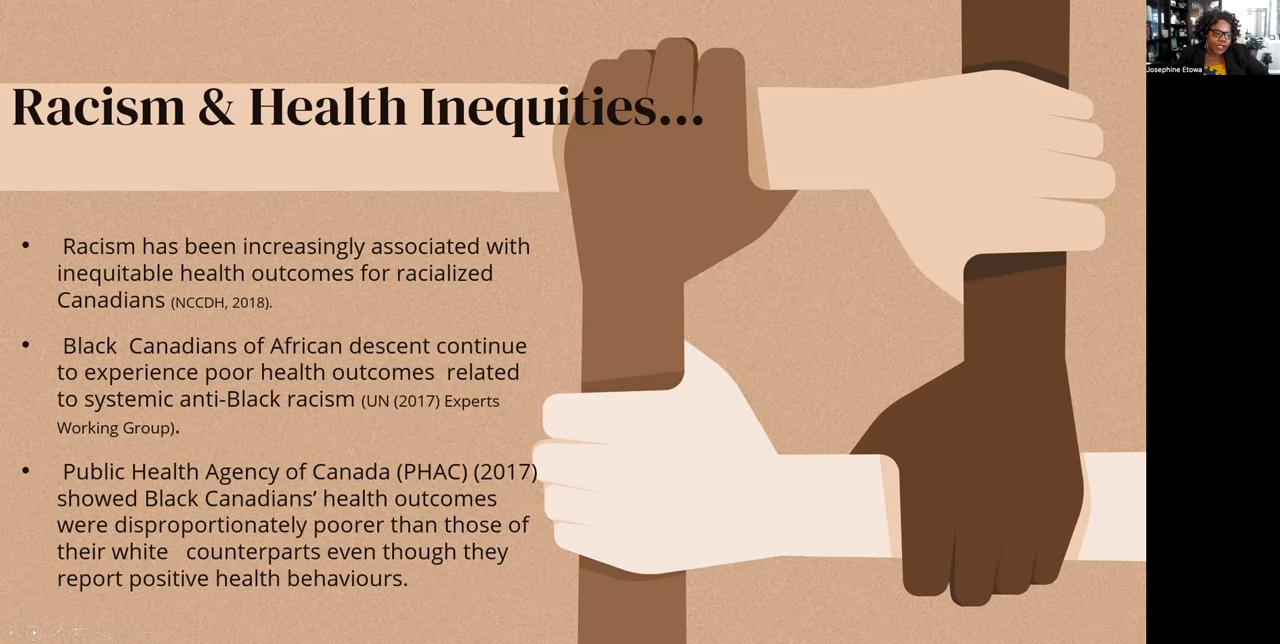 Racism & Health Inequities...
Josephine Etowa
• Racism has been increasingly associated with
inequitable health outcomes for racialized
Canadians (NCCDH, 2018).
• Black Canadians of African descent continue
to experience poor health outcomes related
to systemic anti-Black racism (UN (2017) Experts
Working Group).
• Public Health Agency of Canada (PHAC) (2017)
showed Black Canadians’ health outcomes
were disproportionately poorer than those of
their white counterparts even though they
report positive health behaviours.